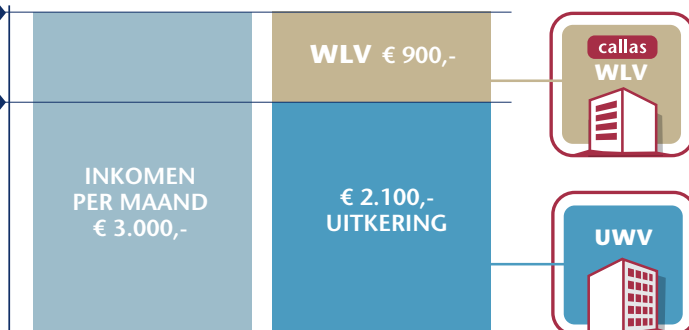 WLV € 900,-
callas
WLV
INKOMEN
PER MAAND
€ 3.000,-
€ 2.100,-
UITKERING
UWV